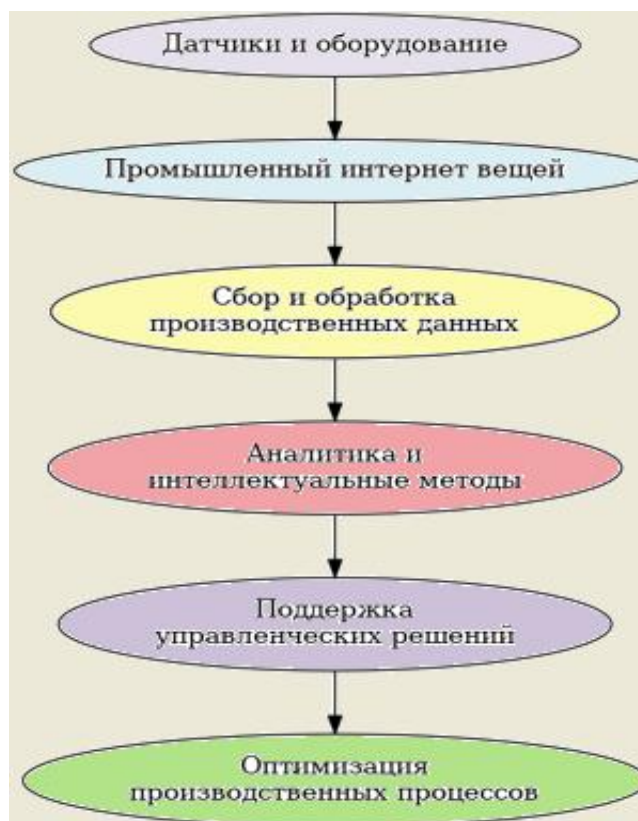 Датчики и оборудование
Промышленный интернет вещей
Сбор и обработка
производственных данных
Аналитика и
интеллектуальные методы
Поддержка
управленческих решений
Оптимизация
производственных процессов